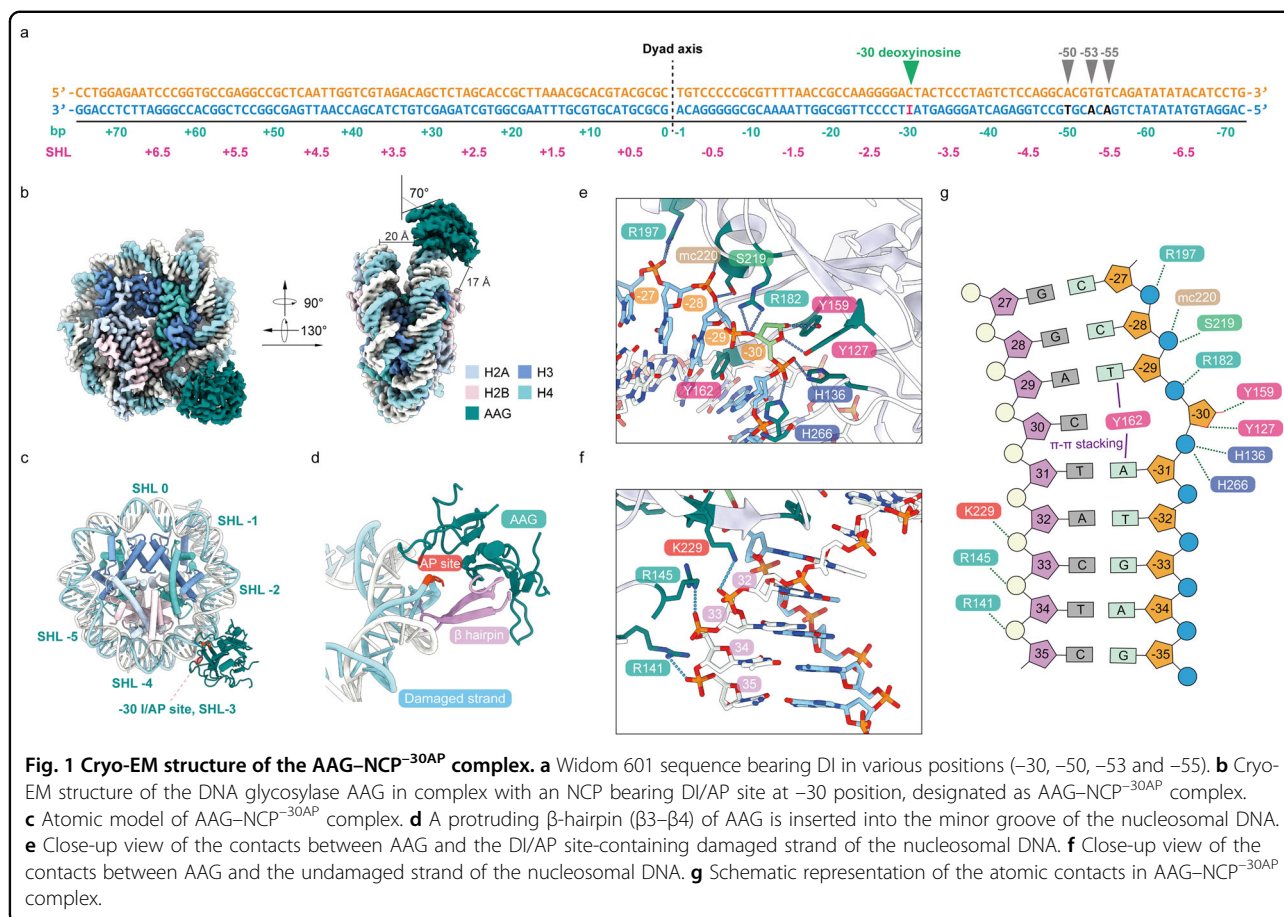 a
Dyad axis
-30 deoxyinosine
-50 -53 -55
5’-CCTGGAGAATCCCGGTGCCGAGGCCGCTCAATTGGTCGTAGACAGCTCTAGCACCGCTTAAACGCACGTACGCGC TGTCCCCCGCGTTTTAACCGCCAAGGGGACTACTCCCTAGTCTCCAGGCACGTGTCAGATATATACATCCTG-3’
3’-GGACCTCTTAGGGCCACGGCTCCGGCGAGTTAACCAGCATCTGTCGAGATCGTGGCGAATTTGCGTGCATGCGCG ACAGGGGGCGCAAAATTGGCGGTTCCCCTIATGAGGGATCAGAGGTCCGTGCACAGTCTATATATGTAGGAC-5’
bp +70 +60 +50 +40 +30 +20 +10 0 -1 -10 -20 -30 -40 -50 -60 -70
SHL +6.5 +5.5 +4.5 +3.5 +2.5 +1.5 +0.5 -0.5 -1.5 -2.5 -3.5 -4.5 -5.5 -6.5
b
90°
130°
70°
20 Å
17 Å
H2A H3
H2B H4
AAG
c
SHL 0
SHL -1
SHL -2
SHL -5
SHL -4
-30 I/AP site, SHL-3
d
AAG
AP site
β hairpin
Damaged strand
e
R197
mc220
S219
-27
-28
R182
Y159
-29
-30
Y127
Y162
H136
H266
f
K229
R145
32
33
34
R141
35
g
R197
27 G C -27
mc220
28 G C -28
S219
29 A T -29
R182
Y159
30 C Y162 -30
Y127
π-π stacking
H136
31 T A -31
H266
K229
32 A T -32
R145
33 C G -33
R141
34 T A -34
35 C G -35
Fig. 1 Cryo-EM structure of the AAG–NCP⁻³⁰ᴬᴾ complex. a Widom 601 sequence bearing DI in various positions (–30, –50, –53 and –55). b Cryo-
EM structure of the DNA glycosylase AAG in complex with an NCP bearing DI/AP site at –30 position, designated as AAG–NCP⁻³⁰ᴬᴾ complex.
c Atomic model of AAG–NCP⁻³⁰ᴬᴾ complex. d A protruding β-hairpin (β3–β4) of AAG is inserted into the minor groove of the nucleosomal DNA.
e Close-up view of the contacts between AAG and the DI/AP site-containing damaged strand of the nucleosomal DNA. f Close-up view of the
contacts between AAG and the undamaged strand of the nucleosomal DNA. g Schematic representation of the atomic contacts in AAG–NCP⁻³⁰ᴬᴾ
complex.